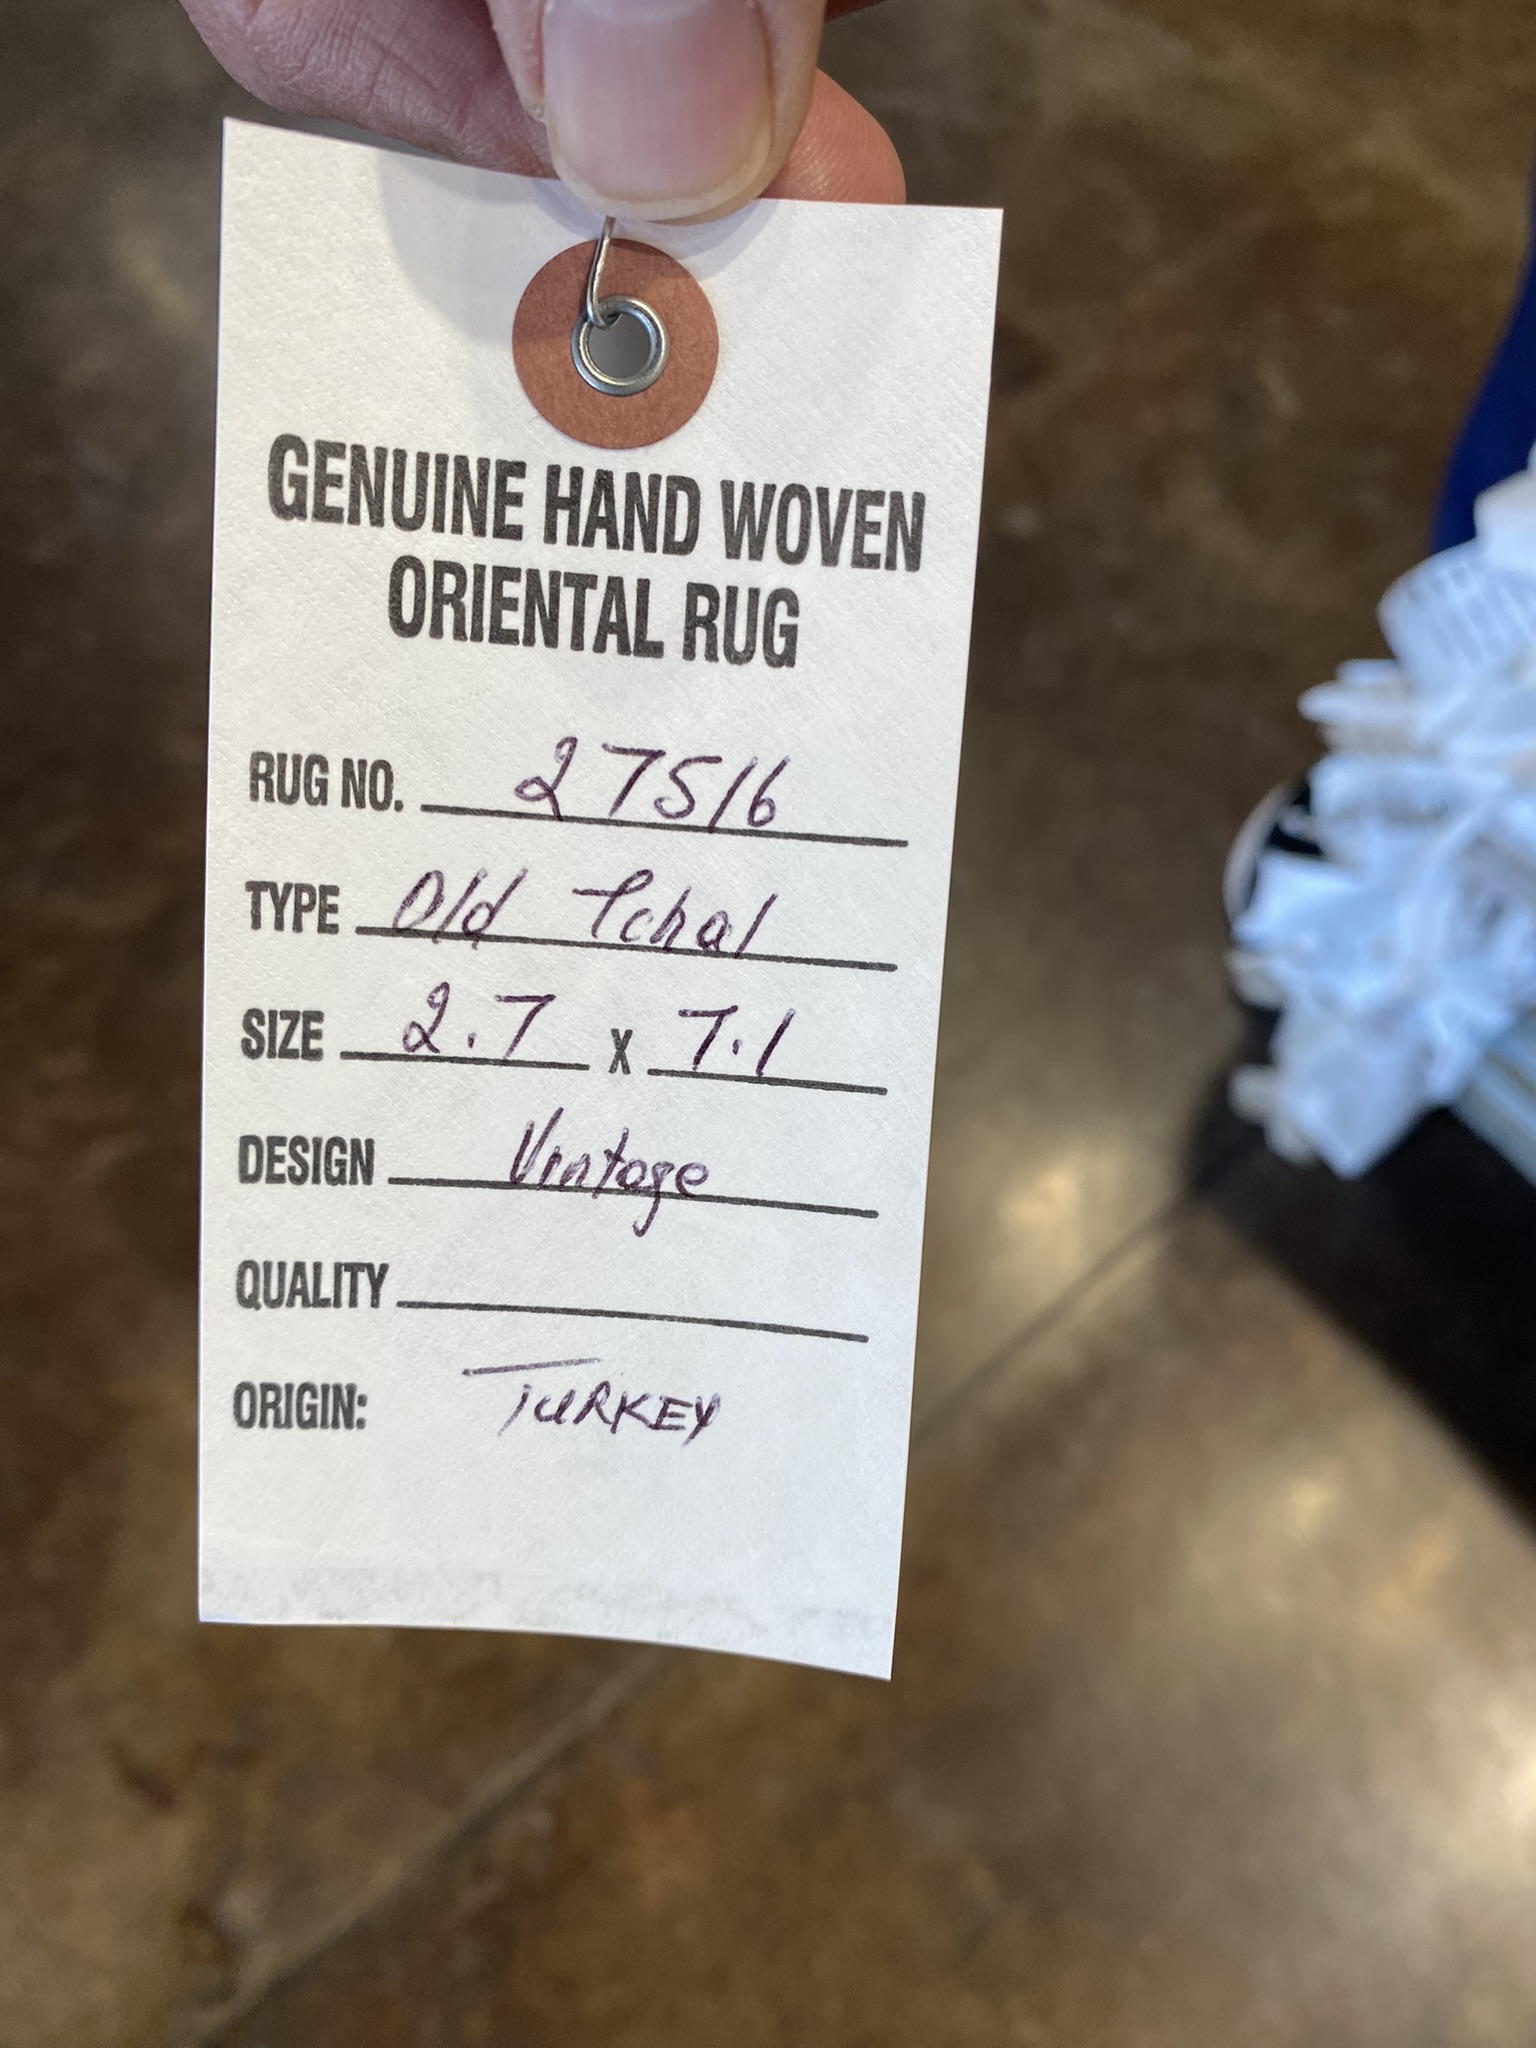 GENUINE HAND WOVEN
ORIENTAL RUG
RUG NO. 27516
TYPE Old Tchal
SIZE 2.7 X 7.1
DESIGN Vintage
QUALITY
ORIGIN: TURKEY